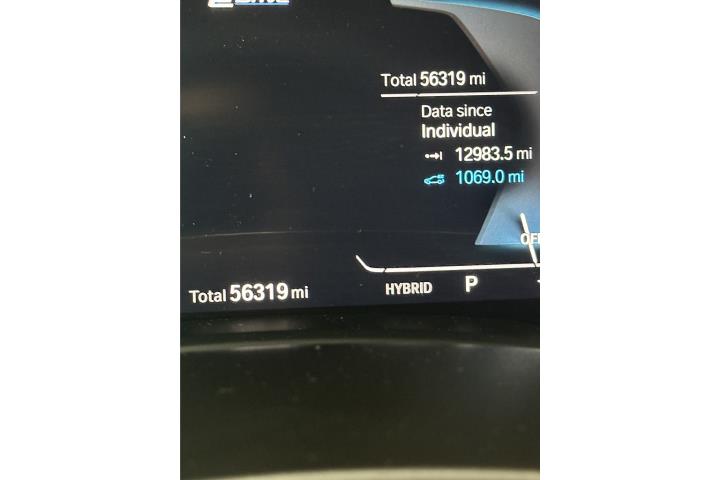 Total 56319 mi
Data since
Individual
12983.5 mi
1069.0 mi
HYBRID P
Total 56319 mi